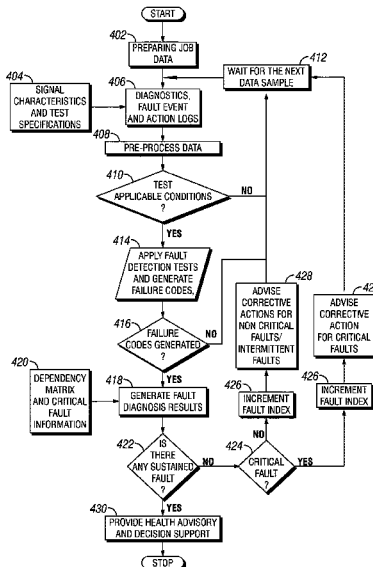 START
402
PREPARING JOB
DATA
412
WAIT FOR THE NEXT
DATA SAMPLE
404
SIGNAL
CHARACTERISTICS
AND TEST
SPECIFICATIONS
406
DIAGNOSTICS,
FAULT EVENT
AND ACTION LOGS
408
PRE-PROCESS DATA
410
TEST
APPLICABLE CONDITIONS
?
NO
YES
414
APPLY FAULT
DETECTION TESTS
AND GENERATE
FAILURE CODES.
428
ADVISE
CORRECTIVE
ACTIONS FOR
NON CRITICAL
FAULTS/
INTERMITTENT
FAULTS
ADVISE
CORRECTIVE
ACTION
FOR CRITICAL
FAULTS
416
FAILURE
CODES GENERATED
?
NO
YES
420
DEPENDENCY
MATRIX
AND CRITICAL
FAULT
INFORMATION
418
GENERATE FAULT
DIAGNOSIS RESULTS
426
INCREMENT
FAULT INDEX
426
INCREMENT
FAULT INDEX
422
IS
THERE
ANY SUSTAINED
FAULT
?
NO
YES
424
CRITICAL
FAULT
?
NO
YES
430
PROVIDE HEALTH ADVISORY
AND DECISION SUPPORT
STOP